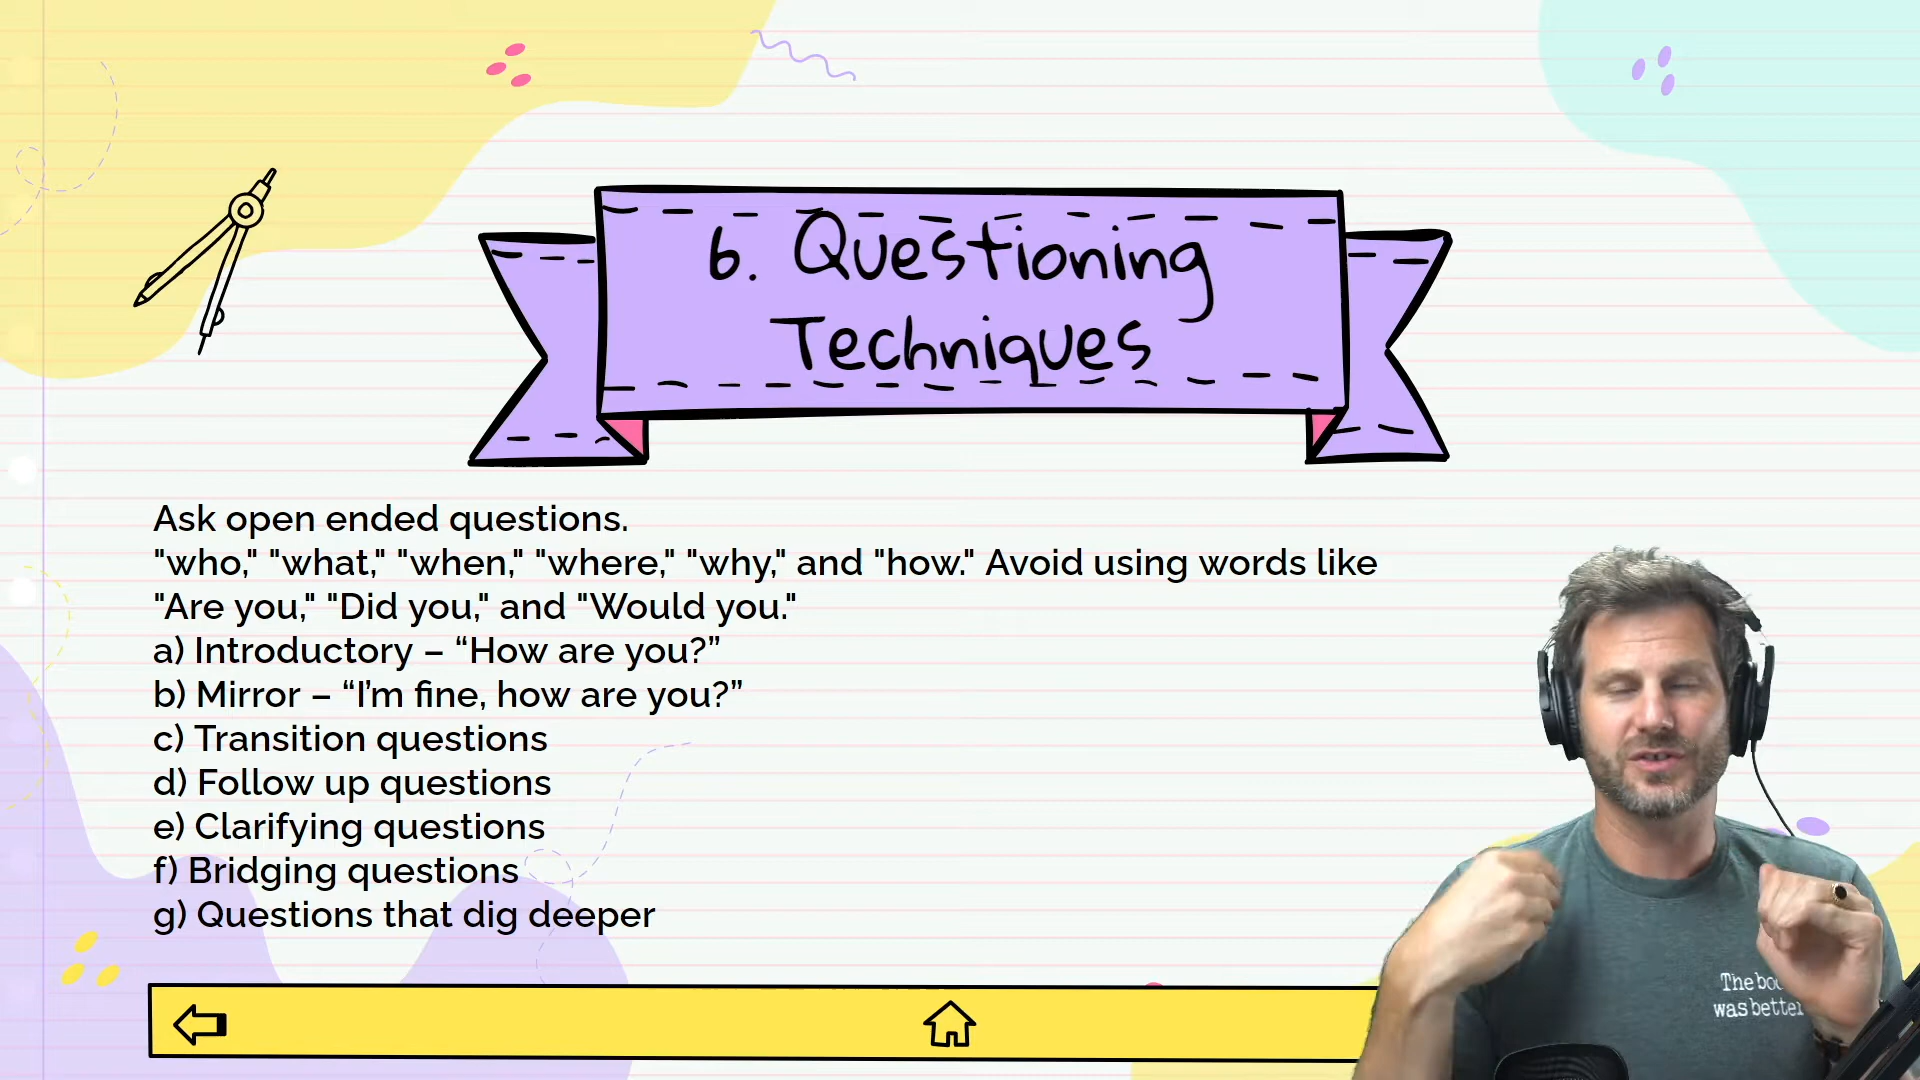 6. Questioning
Techniques
Ask open ended questions.
"who," "what," "when," "where," "why," and "how." Avoid using words like
"Are you," "Did you," and "Would you."
a) Introductory – “How are you?”
b) Mirror – “I’m fine, how are you?”
c) Transition questions
d) Follow up questions
e) Clarifying questions
f) Bridging questions
g) Questions that dig deeper
The
was better